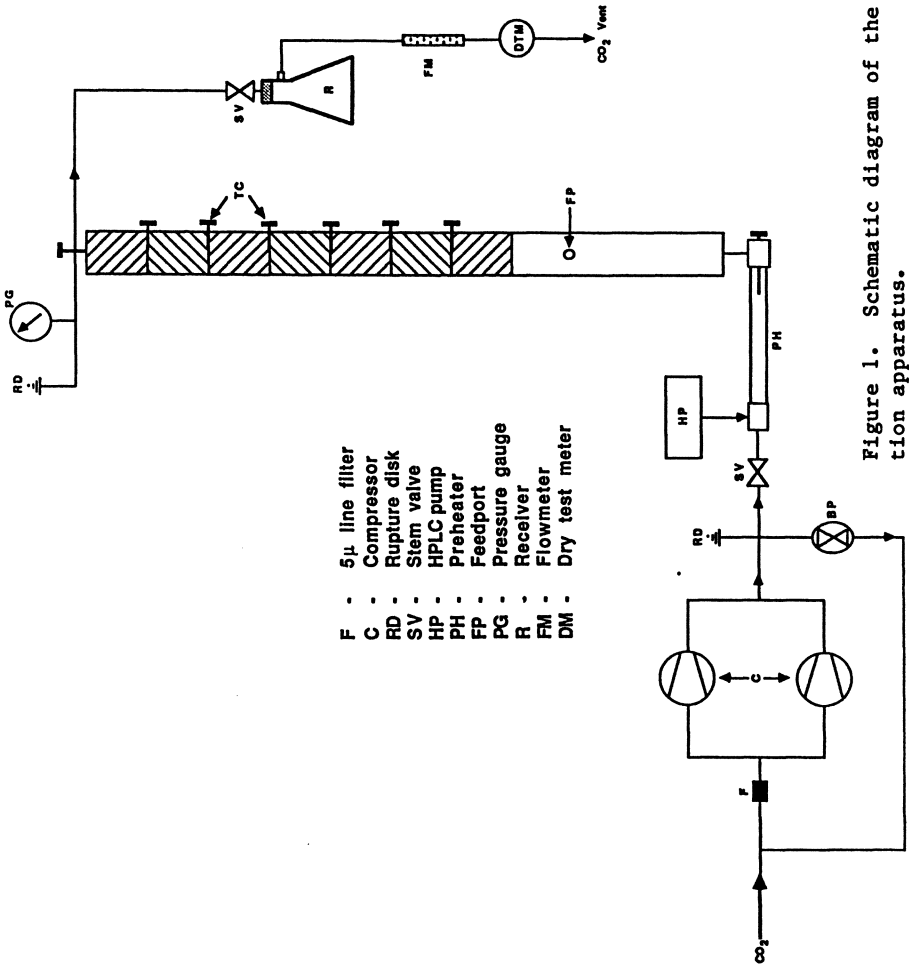 RD
PG
TC
SV
R
FM
DTM
CO₂ Vent
FP
F - 5μ line filter
C - Compressor
RD - Rupture disk
SV - Stem valve
HP - HPLC pump
PH - Preheater
FP - Feedport
PG - Pressure gauge
R - Receiver
FM - Flowmeter
DM - Dry test meter
HP
PH
SV
RD
BP
C
F
CO₂
Figure 1. Schematic diagram of the
tion apparatus.